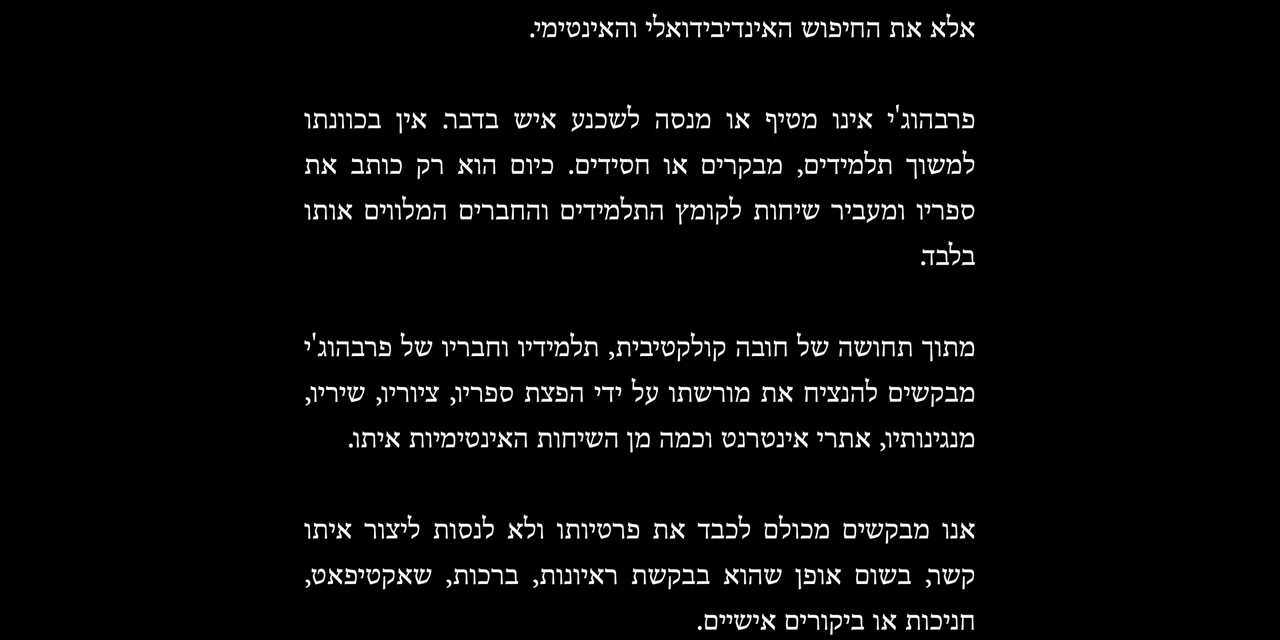 אלא את החיפוש האינדיבידואלי והאינטימי.
פרבהוג'י אינו מטיף או מנסה לשכנע איש בדבר. אין בכוונתו
למשוך תלמידים, מבקרים או חסידים. כיום הוא רק כותב את
ספריו ומעביר שיחות לקומץ התלמידים והחברים המלווים אותו
בלבד.
מתוך תחושה של חובה קולקטיבית, תלמידיו וחבריו של פרבהוג'י
מבקשים להנציח את מורשתו על ידי הפצת ספריו, ציוריו, שיריו,
מנגינותיו, אתרי אינטרנט וכמה מן השיחות האינטימיות איתו.
אנו מבקשים מכולם לכבד את פרטיותו ולא לנסות ליצור איתו
קשר, בשום אופן שהוא בבקשת ראיונות, ברכות, שאקטיפאט,
חניכות או ביקורים אישיים.